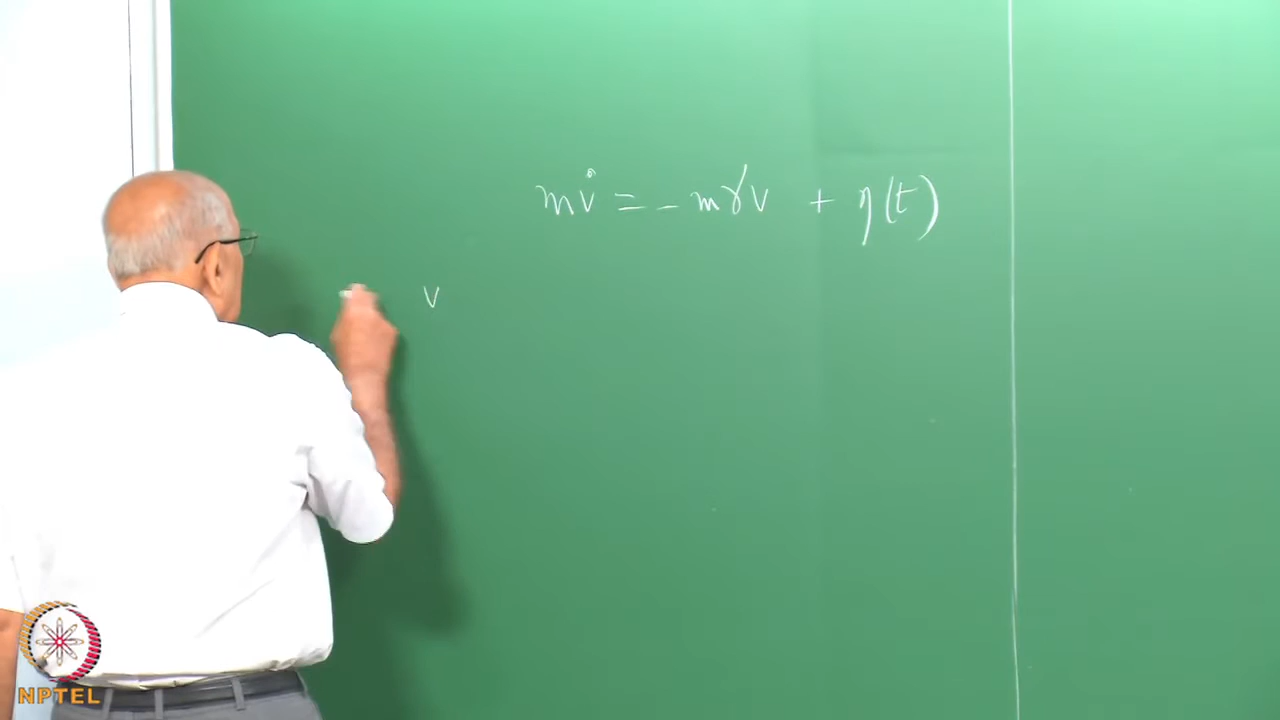 mv̇ = - mγv + η(t)
v
NPTEL